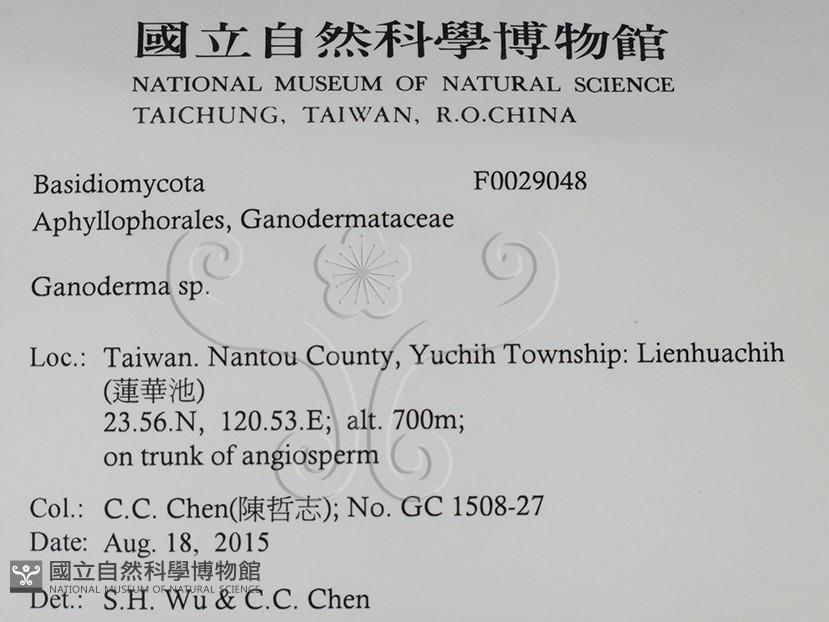 國立自然科學博物館
NATIONAL MUSEUM OF NATURAL SCIENCE
TAICHUNG, TAIWAN, R.O.CHINA
Basidiomycota F0029048
Aphyllophorales, Ganodermataceae
Ganoderma sp.
Loc.: Taiwan. Nantou County, Yuchih Township: Lienhuachih
(蓮華池)
23.56.N, 120.53.E; alt. 700m;
on trunk of angiosperm
Col.: C.C. Chen(陳哲志); No. GC 1508-27
Date: Aug. 18, 2015
國立自然科學博物館
NATIONAL MUSEUM OF NATURAL SCIENCE
Det.: S.H. Wu & C.C. Chen